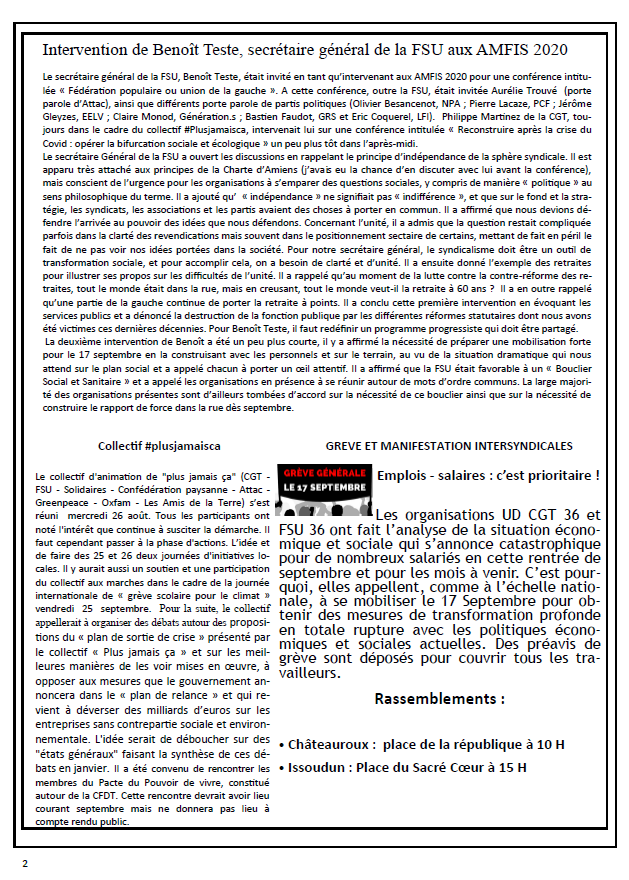 Intervention de Benoît Teste, secrétaire général de la FSU aux AMFIS 2020
Le secrétaire général de la FSU, Benoît Teste, était invité en tant qu'intervenant aux AMFIS 2020 pour une conférence intitu-
lée « Fédération populaire ou union de la gauche ». A cette conférence, outre la FSU, était invitée Aurélie Trouvé (porte
parole d'Attac), ainsi que différents porte parole de partis politiques (Olivier Besancenot, NPA ; Pierre Lacaze, PCF ; Jérôme
Gleyzes, EELV ; Claire Monod, Génération.s ; Bastien Faudot, GRS et Eric Coquerel, LFI). Philippe Martinez de la CGT, tou-
jours dans le cadre du collectif #Plusjamaisca, intervenait lui sur une conférence intitulée « Reconstruire après la crise du
Covid : opérer la bifurcation sociale et écologique » un peu plus tôt dans l'après-midi.
Le secrétaire Général de la FSU a ouvert les discussions en rappelant le principe d'indépendance de la sphère syndicale. Il est
apparu très attaché aux principes de la Charte d'Amiens (j'avais eu la chance d'en discuter avec lui avant la conférence),
mais conscient de l'urgence pour les organisations à s'emparer des questions sociales, y compris de manière « politique » au
sens philosophique du terme. Il a ajouté qu' « indépendance » ne signifiait pas « indifférence », et que sur le fond et la stra-
tégie, les syndicats, les associations et les partis avaient des choses à porter en commun. Il a affirmé que nous devions dé-
fendre l'arrivée au pouvoir des idées que nous défendons. Concernant l'unité, il a admis que la question restait compliquée
parfois dans la clarté des revendications mais souvent dans le positionnement sectaire de certains, mettant de fait en péril le
fait de ne pas voir nos idées portées dans la société. Pour notre secrétaire général, le syndicalisme doit être un outil de
transformation sociale, et pour accomplir cela, on a besoin de clarté et d'unité. Il a ensuite donné l'exemple des retraites
pour illustrer ses propos sur les difficultés de l'unité. Il a rappelé qu'au moment de la lutte contre la contre-réforme des re-
traites, tout le monde était dans la rue, mais en creusant, tout le monde veut-il la retraite à 60 ans ? Il a en outre rappelé
qu'une partie de la gauche continue de porter la retraite à points. Il a conclu cette première intervention en évoquant les
services publics et a dénoncé la destruction de la fonction publique par les différentes réformes statutaires dont nous avons
été victimes ces dernières décennies. Pour Benoît Teste, il faut redéfinir un programme progressiste qui doit être partagé.
La deuxième intervention de Benoît a été un peu plus courte, il y a affirmé la nécessité de préparer une mobilisation forte
pour le 17 septembre en la construisant avec les personnels et sur le terrain, au vu de la situation dramatique qui nous
attend sur le plan social et a appelé chacun à porter un œil attentif. Il a affirmé que la FSU était favorable à un « Bouclier
Social et Sanitaire » et a appelé les organisations en présence à se réunir autour de mots d'ordre communs. La large majori-
té des organisations présentes sont d'ailleurs tombées d'accord sur la nécessité de ce bouclier ainsi que sur la nécessité de
construire le rapport de force dans la rue dès septembre.
Collectif #plusjamaisca
Le collectif d'animation de "plus jamais ça" (CGT -
FSU - Solidaires - Confédération paysanne - Attac -
Greenpeace - Oxfam - Les Amis de la Terre) s'est
réuni mercredi 26 août. Tous les participants ont
noté l'intérêt que continue à susciter la démarche. Il
faut cependant passer à la phase d'actions. L'idée et
de faire des 25 et 26 deux journées d'initiatives lo-
cales. Il y aurait aussi un soutien et une participation
du collectif aux marches dans le cadre de la journée
internationale de « grève scolaire pour le climat »
vendredi 25 septembre. Pour la suite, le collectif
appellerait à organiser des débats autour des proposi-
tions du « plan de sortie de crise » présenté par
le collectif « Plus jamais ça » et sur les meil-
leures manières de les voir mises en œuvre, à
opposer aux mesures que le gouvernement an-
noncera dans le « plan de relance » et qui re-
vient à déverser des milliards d'euros sur les
entreprises sans contrepartie sociale et environ-
nementale. L'idée serait de déboucher sur des
"états généraux" faisant la synthèse de ces dé-
bats en janvier. Il a été convenu de rencontrer les
membres du Pacte du Pouvoir de vivre, constitué
autour de la CFDT. Cette rencontre devrait avoir lieu
courant septembre mais ne donnera pas lieu à
compte rendu public.
GREVE ET MANIFESTATION INTERSYNDICALES
GRÈVE GÉNÉRALE
LE 17 SEPTEMBRE
Emplois - salaires : c'est prioritaire !
Les organisations UD CGT 36 et
FSU 36 ont fait l'analyse de la situation écono-
mique et sociale qui s'annonce catastrophique
pour de nombreux salariés en cette rentrée de
septembre et pour les mois à venir. C'est pour-
quoi, elles appellent, comme à l'échelle natio-
nale, à se mobiliser le 17 Septembre pour ob-
tenir des mesures de transformation profonde
en totale rupture avec les politiques écono-
miques et sociales actuelles. Des préavis de
grève sont déposés pour couvrir tous les tra-
vailleurs.
Rassemblements :
• Châteauroux : place de la république à 10 H
• Issoudun : Place du Sacré Cœur à 15 H
2